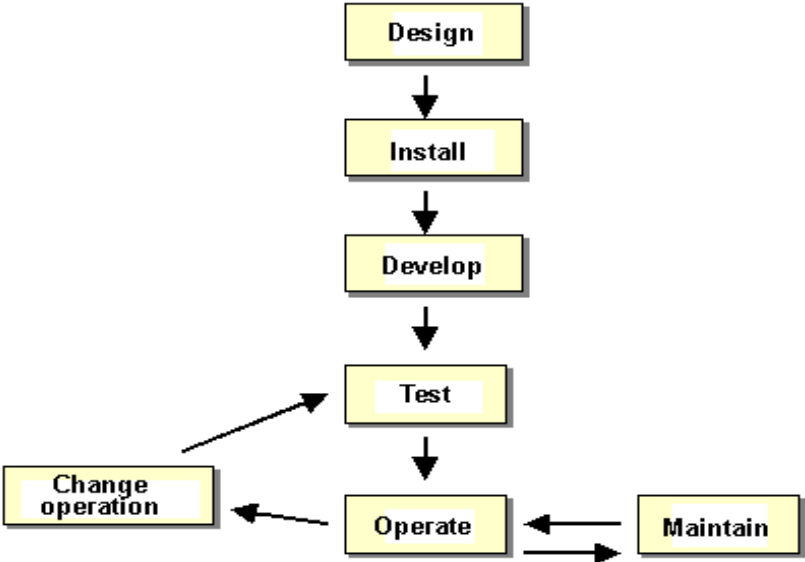 Design
Install
Develop
Test
Change
operation
Operate
Maintain